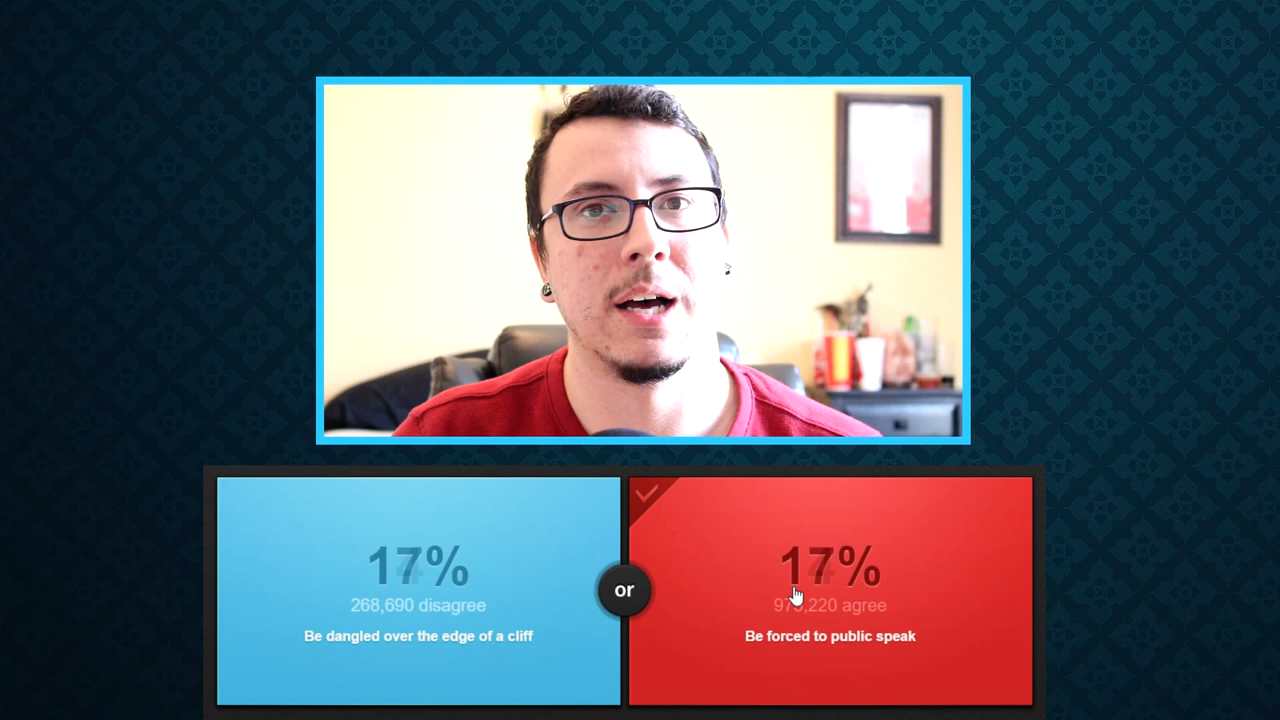 17%
268,690 disagree
Be dangled over the edge of a cliff
or
17%
agree
Be forced to public speak